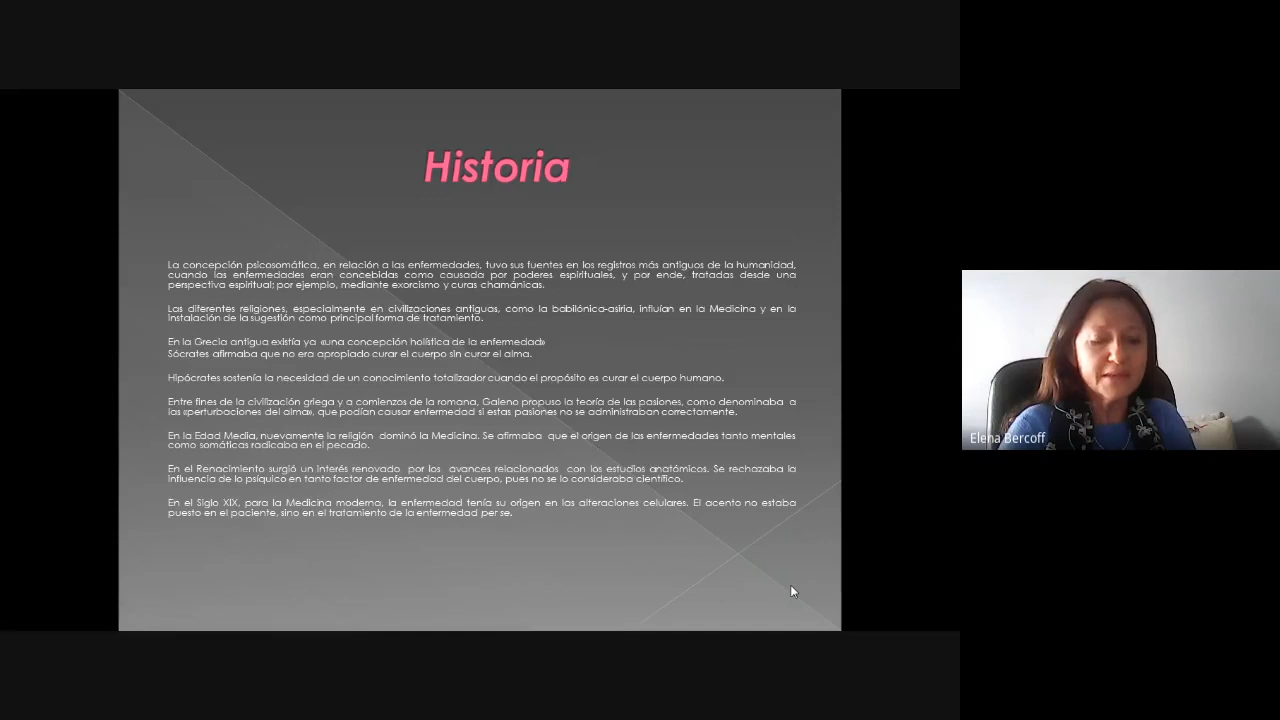 Historia
La concepción psicosomática, en relación a las enfermedades, tuvo sus fuentes en los registros más antiguos de la humanidad,
cuando las enfermedades eran concebidas como causada por poderes espirituales, y por ende, tratadas desde una
perspectiva espiritual; por ejemplo, mediante exorcismo y curas chamánicas.
Las diferentes religiones, especialmente en civilizaciones antiguas, como la babilónica-asiria, influían en la Medicina y en la
instalación de la sugestión como principal forma de tratamiento.
En la Grecia antigua existía ya «una concepción holística de la enfermedad»
Sócrates afirmaba que no era apropiado curar el cuerpo sin curar el alma.
Hipócrates sostenía la necesidad de un conocimiento totalizador cuando el propósito es curar el cuerpo humano.
Entre fines de la civilización griega y a comienzos de la romana, Galeno propuso la teoría de las pasiones, como denominaba a
las «perturbaciones del alma», que podían causar enfermedad si estas pasiones no se administraban correctamente.
En la Edad Media, nuevamente la religión dominó la Medicina. Se afirmaba que el origen de las enfermedades tanto mentales
como somáticas radicaba en el pecado.
En el Renacimiento surgió un interés renovado por los avances relacionados con los estudios anatómicos. Se rechazaba la
influencia de lo psíquico en tanto factor de enfermedad del cuerpo, pues no se lo consideraba científico.
En el Siglo XIX, para la Medicina moderna, la enfermedad tenía su origen en las alteraciones celulares. El acento no estaba
puesto en el paciente, sino en el tratamiento de la enfermedad per se.
Elena Bercoff